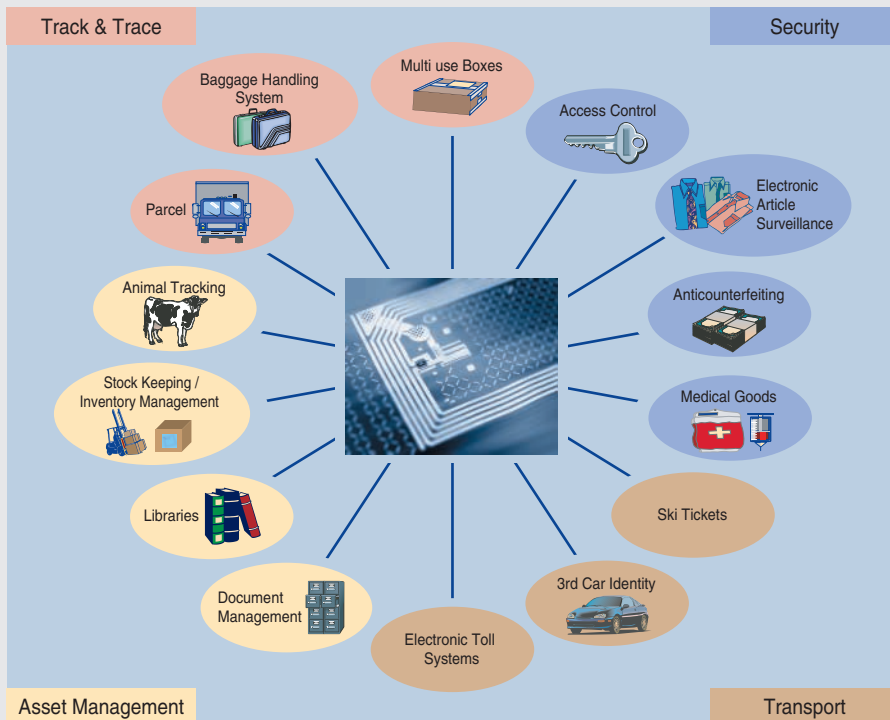 Track & Trace
Security
Baggage Handling
System
Multi use Boxes
Access Control
Electronic
Article
Surveillance
Parcel
Animal Tracking
Anticounterfeiting
Stock Keeping /
Inventory Management
Medical Goods
Libraries
Ski Tickets
Document
Management
3rd Car Identity
Electronic Toll
Systems
Asset Management
Transport